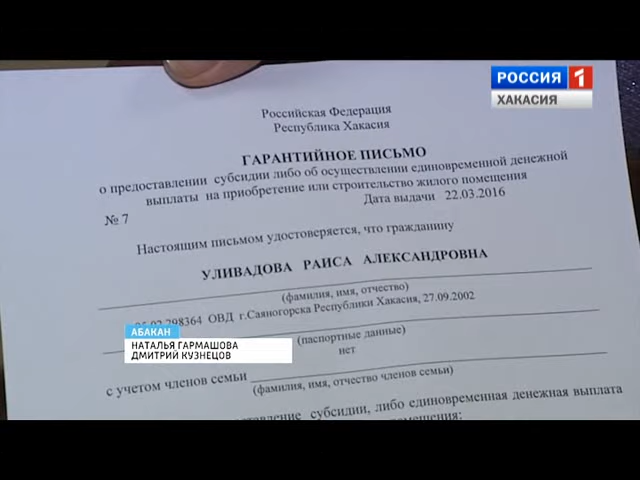 РОССИЯ 1
ХАКАСИЯ
Российская Федерация
Республика Хакасия
ГАРАНТИЙНОЕ ПИСЬМО
о предоставлении субсидии либо об осуществлении единовременной денежной
выплаты на приобретение или строительство жилого помещения
№ 7
Дата выдачи 22.03.2016
Настоящим письмом удостоверяется, что гражданину
УЛИВАДОВА РАИСА АЛЕКСАНДРОВНА
(фамилия, имя, отчество)
298364 ОВД г.Саяногорска Республики Хакасия, 27.09.2002
АБАКАН
НАТАЛЬЯ ГАРМАШОВА
ДМИТРИЙ КУЗНЕЦОВ
(паспортные данные)
нет
с учетом членов семьи
(фамилия, имя, отчество членов семьи)
субсидии, либо единовременная денежная выплата